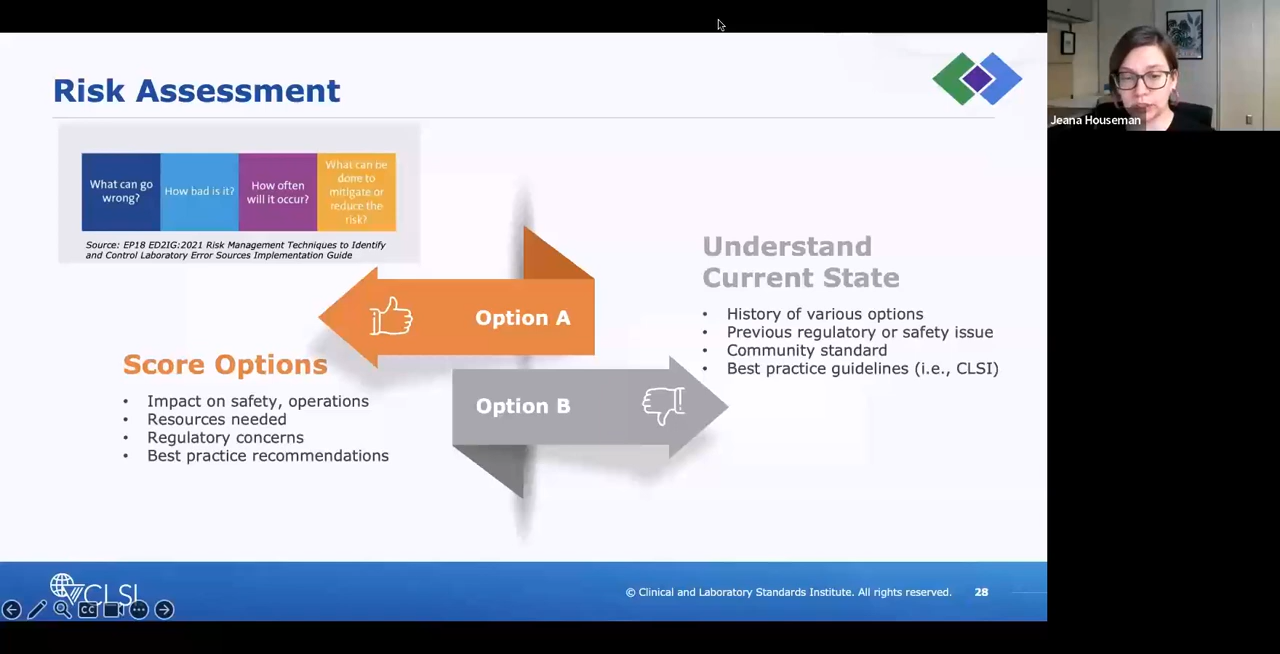 Risk Assessment
What can go
wrong?
How bad is it?
How often
will it occur?
What can be
done to
mitigate or
reduce the
risk?
Source: EP18 ED2IG:2021 Risk Management Techniques to Identify
and Control Laboratory Error Sources Implementation Guide
Option A
Option B
Understand
Current State
• History of various options
• Previous regulatory or safety issue
• Community standard
• Best practice guidelines (i.e., CLSI)
Score Options
• Impact on safety, operations
• Resources needed
• Regulatory concerns
• Best practice recommendations
CLSI
CC
© Clinical and Laboratory Standards Institute. All rights reserved.
28
Jeana Houseman